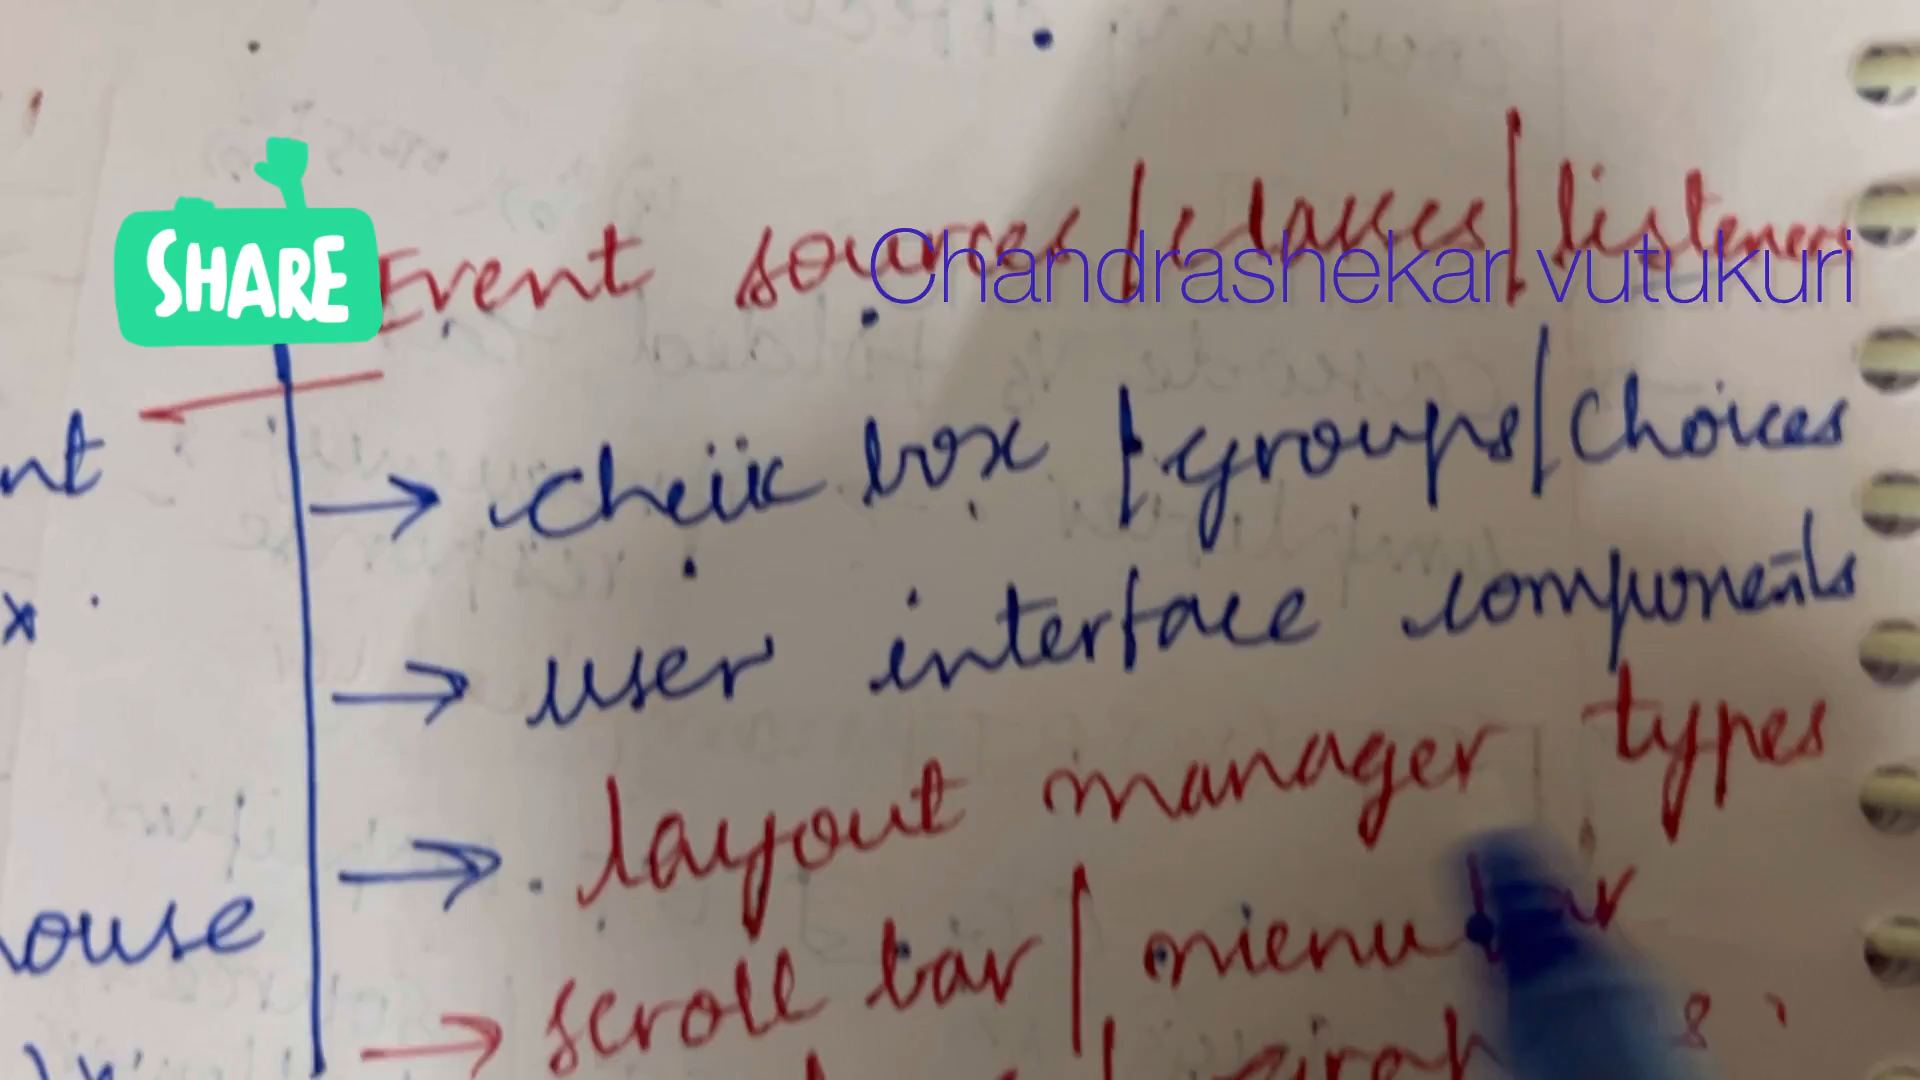 SHARE
Event sources/classes/listeners
Chandrashekar vutukuri
nt
→ check box / groups / choices
x
→ user interface components
→ layout manager types
ouse
→ scroll bar / menu